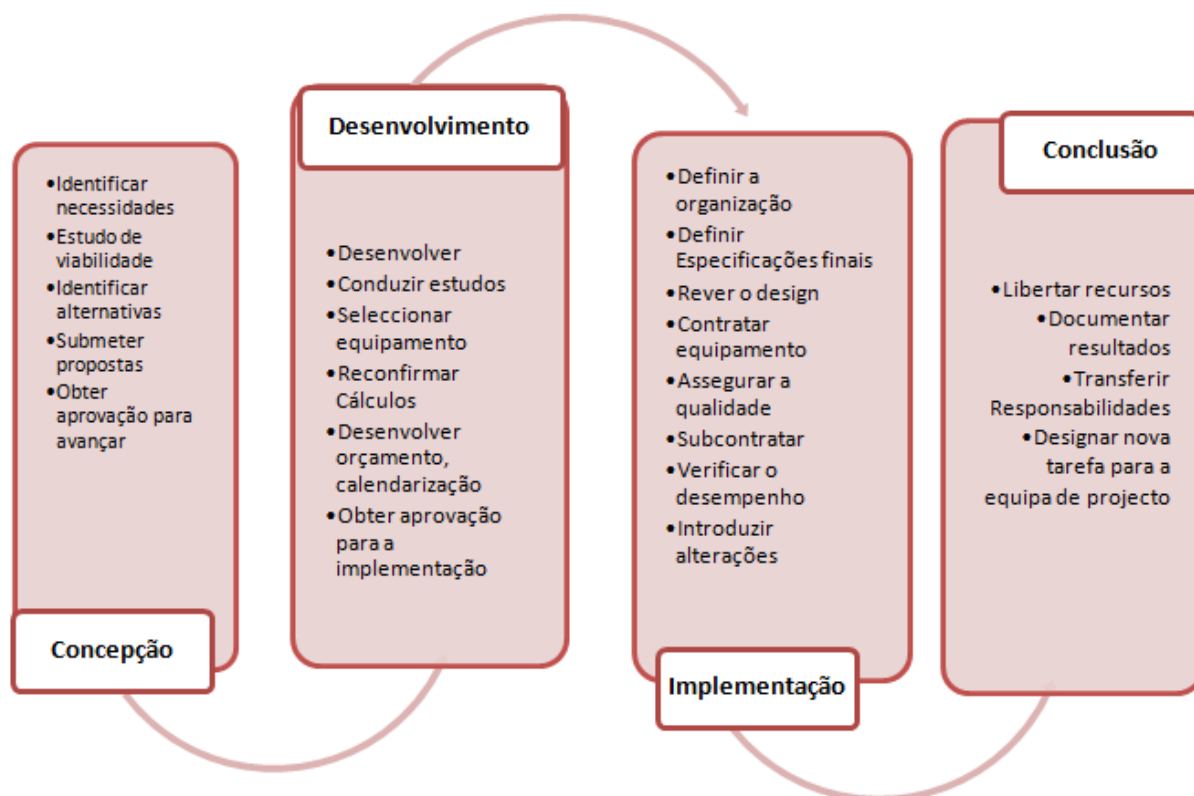 •Identificar
necessidades
•Estudo de
viabilidade
•Identificar
alternativas
•Submeter
propostas
•Obter
aprovação para
avançar
Concepção
Desenvolvimento
•Desenvolver
•Conduzir estudos
•Seleccionar
equipamento
•Reconfirmar
Cálculos
•Desenvolver
orçamento,
calendarização
•Obter aprovação
para a
implementação
•Definir a
organização
•Definir
Especificações finais
•Rever o design
•Contratar
equipamento
•Assegurar a
qualidade
•Subcontratar
•Verificar o
desempenho
•Introduzir
alterações
Implementação
Conclusão
•Libertar recursos
•Documentar
resultados
•Transferir
Responsabilidades
•Designar nova
tarefa para a
equipa de projecto